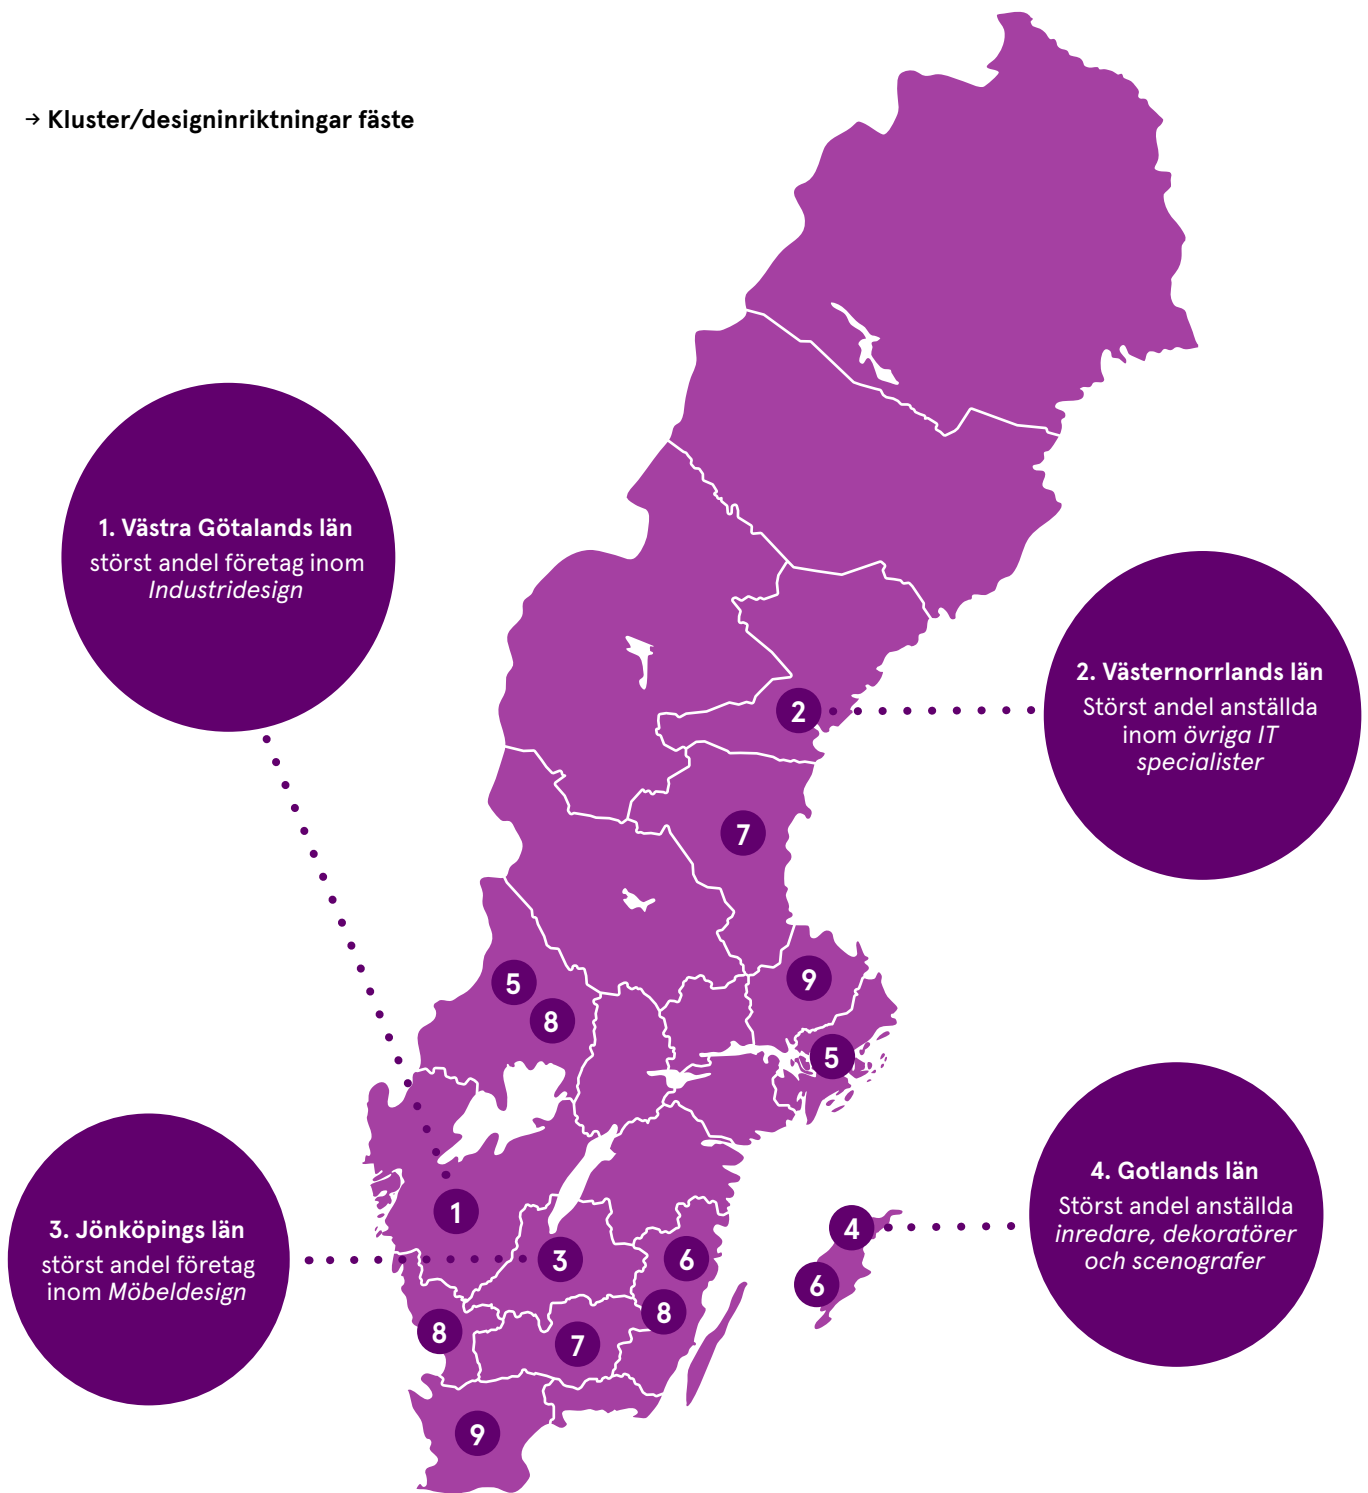 → Kluster/designinriktningar fäste
1. Västra Götalands län
störst andel företag inom
Industridesign
2. Västernorrlands län
Störst andel anställda
inom övriga IT
specialister
3. Jönköpings län
störst andel företag
inom Möbeldesign
4. Gotlands län
Störst andel anställda
inredare, dekoratörer
och scenografer
2
7
5
9
8
5
1
4
3
6
6
8
8
7
9